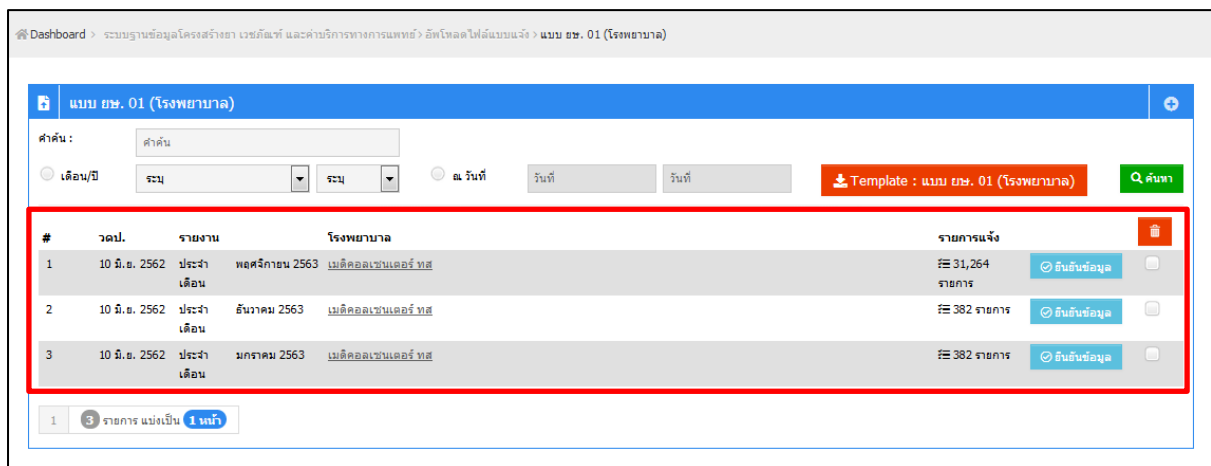 Dashboard > ระบบฐานข้อมูลโครงสร้างยา เวชภัณฑ์ และค่าบริการทางการแพทย์ > อัพโหลดไฟล์แบบแจ้ง > แบบ ยษ. 01 (โรงพยาบาล)
แบบ ยษ. 01 (โรงพยาบาล)
คำค้น : คำค้น
เดือน/ปี ระบุ ระบุ ณ วันที่ วันที่ วันที่ Template : แบบ ยษ. 01 (โรงพยาบาล) ค้นหา
# วดป. รายงาน โรงพยาบาล รายการแจ้ง
1 10 มิ.ย. 2562 ประจำ พฤศจิกายน 2563 เมดิคอลเซนเตอร์ ทส 31,264 ยืนยันข้อมูล
เดือน รายการ
2 10 มิ.ย. 2562 ประจำ ธันวาคม 2563 เมดิคอลเซนเตอร์ ทส 382 รายการ ยืนยันข้อมูล
เดือน
3 10 มิ.ย. 2562 ประจำ มกราคม 2563 เมดิคอลเซนเตอร์ ทส 382 รายการ ยืนยันข้อมูล
เดือน
1 3 รายการ แบ่งเป็น 1 หน้า